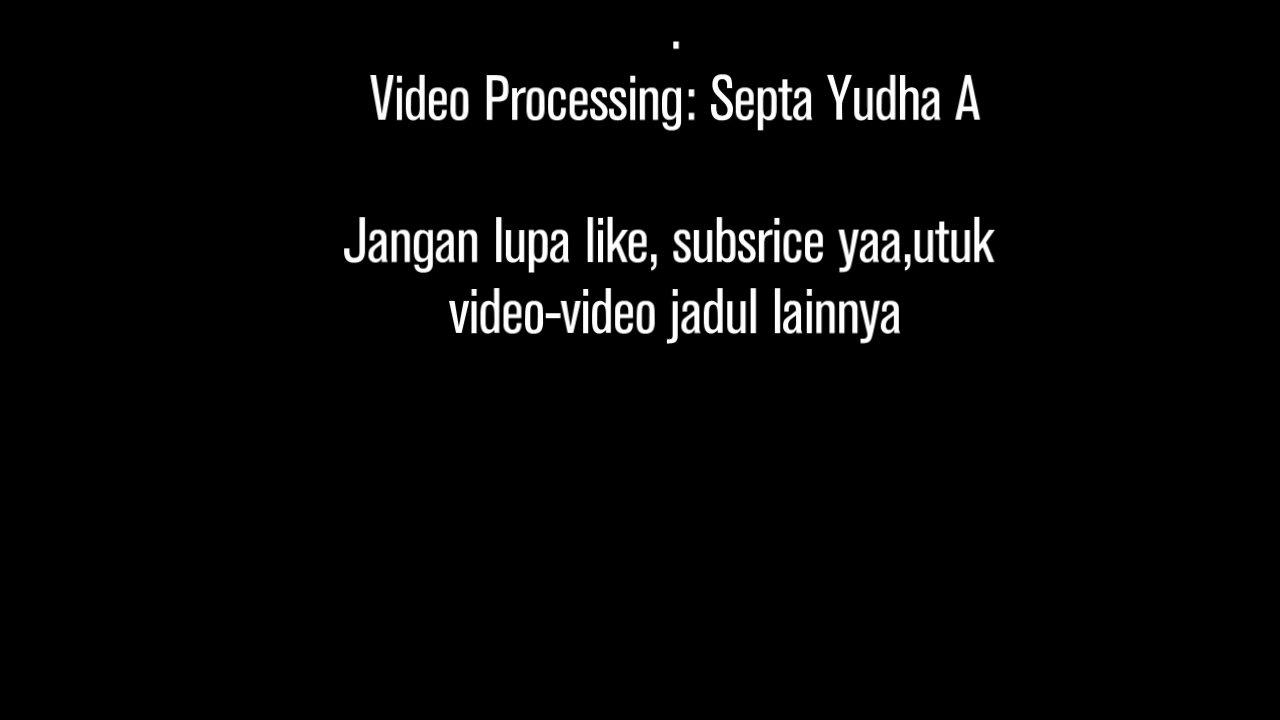 .
Video Processing: Septa Yudha A
Jangan lupa like, subsrice yaa,utuk
video-video jadul lainnya